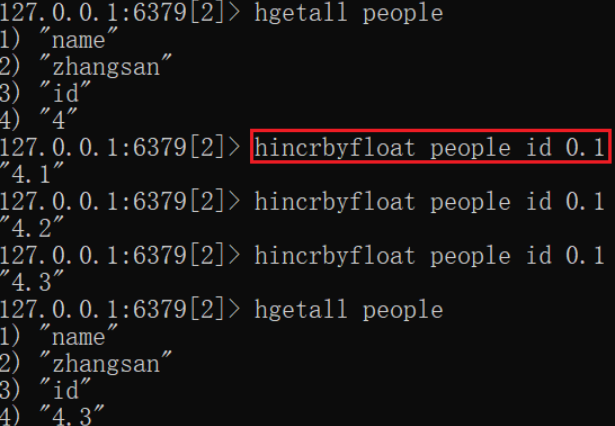 127.0.0.1:6379[2]> hgetall people
1) "name"
2) "zhangsan"
3) "id"
4) "4"
127.0.0.1:6379[2]> hincrbyfloat people id 0.1
"4.1"
127.0.0.1:6379[2]> hincrbyfloat people id 0.1
"4.2"
127.0.0.1:6379[2]> hincrbyfloat people id 0.1
"4.3"
127.0.0.1:6379[2]> hgetall people
1) "name"
2) "zhangsan"
3) "id"
4) "4.3"